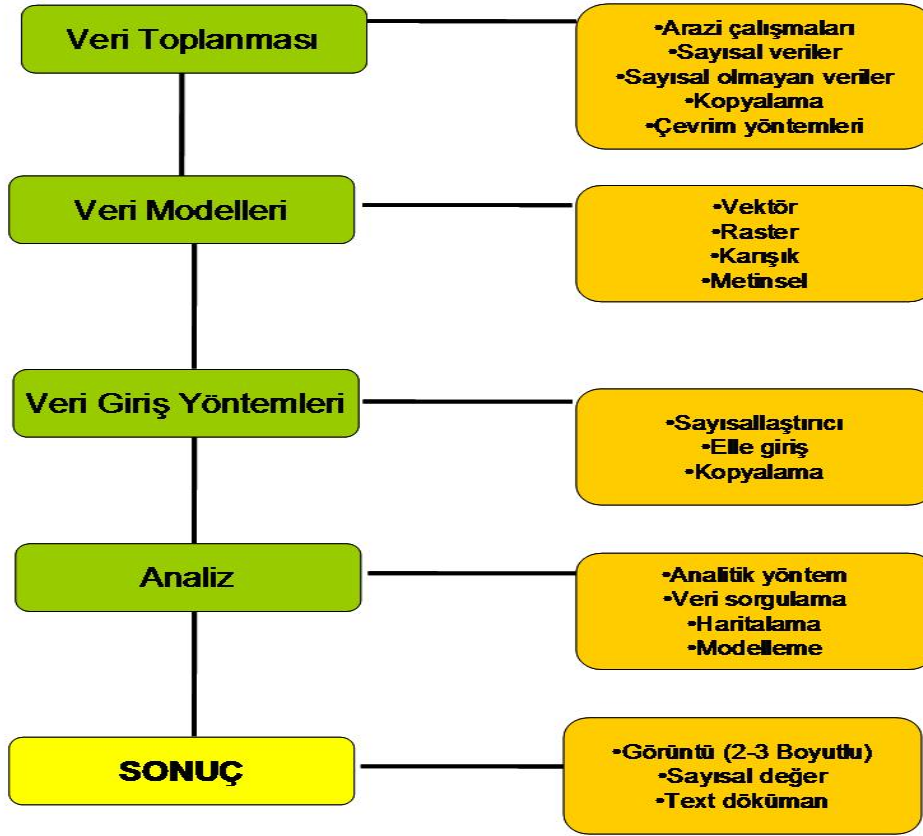 Veri Toplanması
•Arazi çalışmaları
•Sayısal veriler
•Sayısal olmayan veriler
•Kopyalama
•Çevrim yöntemleri
Veri Modelleri
•Vektör
•Raster
•Karışık
•Metinsel
Veri Giriş Yöntemleri
•Sayısallaştırıcı
•Elle giriş
•Kopyalama
Analiz
•Analitik yöntem
•Veri sorgulama
•Haritalama
•Modelleme
SONUÇ
•Görüntü (2-3 Boyutlu)
•Sayısal değer
•Text döküman